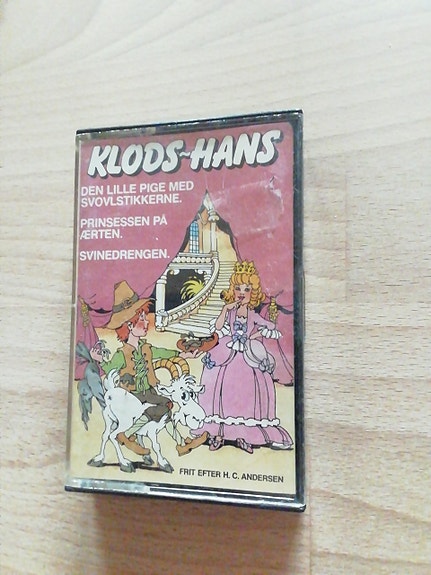 KLODS~HANS
DEN LILLE PIGE MED
SVOVLSTIKKERNE.
PRINSESSEN PÅ
ÆRTEN.
SVINEDRENGEN.
FRIT EFTER H. C. ANDERSEN